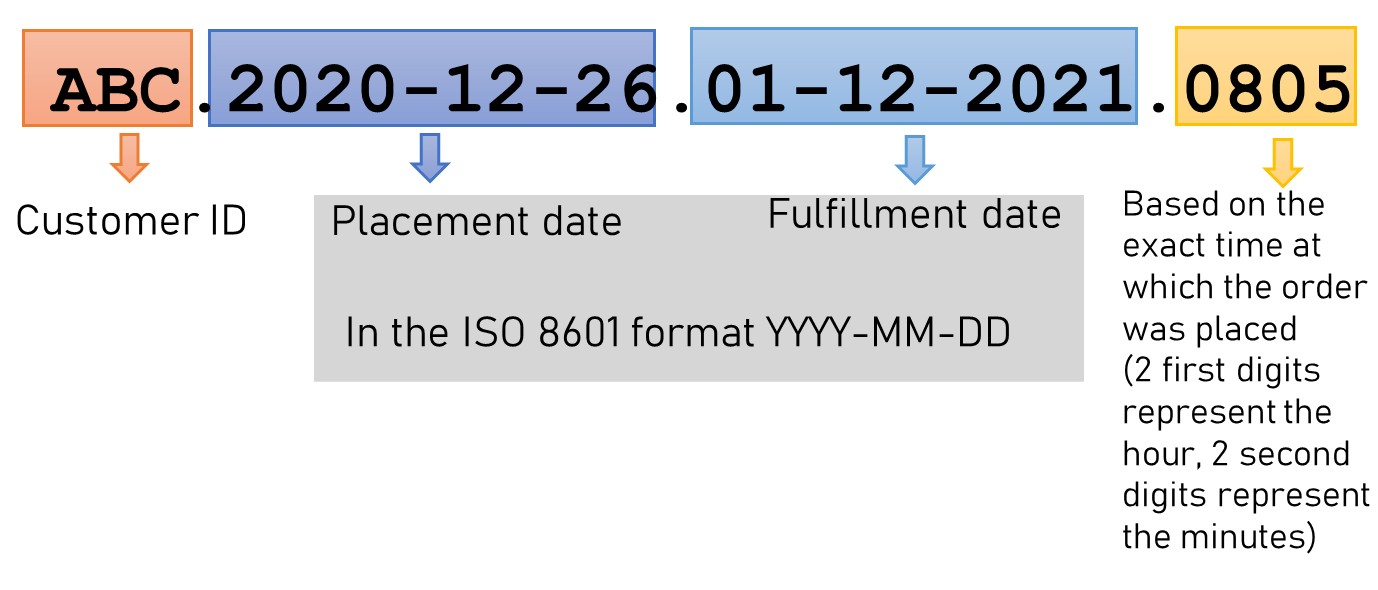 ABC.2020-12-26.01-12-2021.0805
Customer ID
Placement date
Fulfillment date
In the ISO 8601 format YYYY-MM-DD
Based on the
exact time at
which the order
was placed
(2 first digits
represent the
hour, 2 second
digits represent
the minutes)